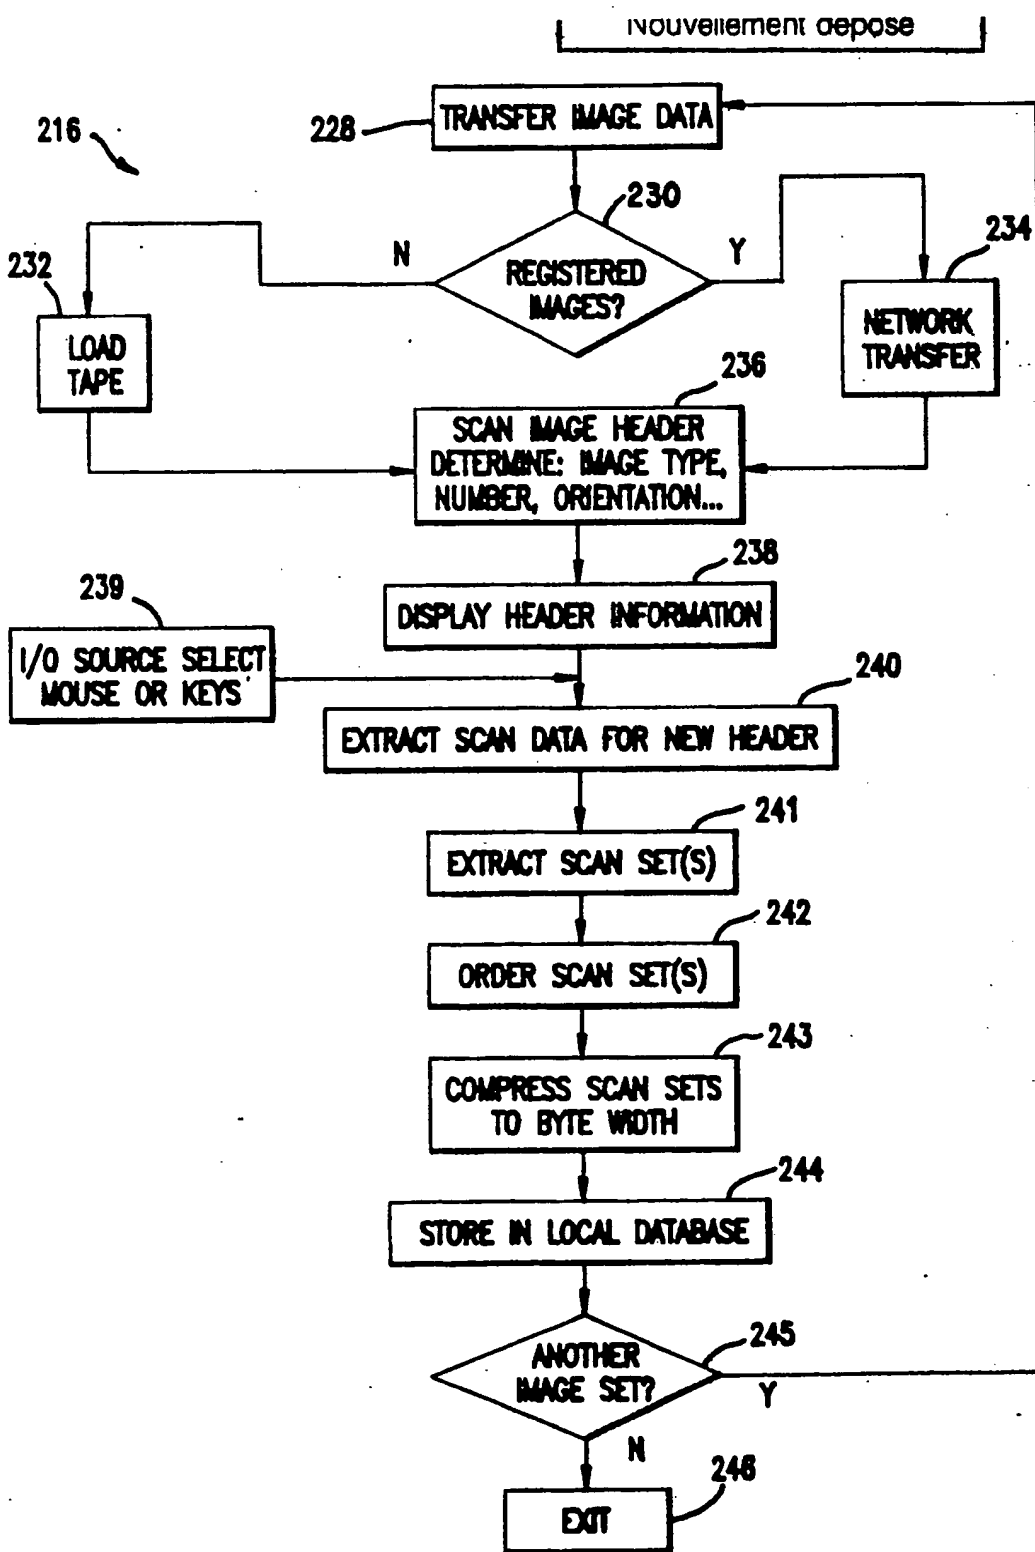 Nouvellement déposé
216
228
TRANSFER IMAGE DATA
230
N
REGISTERED
IMAGES?
Y
232
LOAD
TAPE
234
NETWORK
TRANSFER
236
SCAN IMAGE HEADER
DETERMINE: IMAGE TYPE,
NUMBER, ORIENTATION...
238
DISPLAY HEADER INFORMATION
239
I/O SOURCE SELECT
MOUSE OR KEYS
240
EXTRACT SCAN DATA FOR NEW HEADER
241
EXTRACT SCAN SET(S)
242
ORDER SCAN SET(S)
243
COMPRESS SCAN SETS
TO BYTE WIDTH
244
STORE IN LOCAL DATABASE
245
ANOTHER
IMAGE SET?
Y
N
246
EXIT